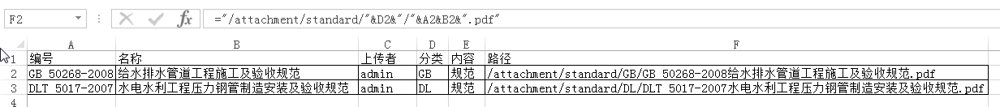 F2 fx ="/attachment/standard/"&D2&"/"&A2&B2&".pdf"
A B C D E F
1 编号 名称 上传者 分类 内容 路径
2 GB 50268-2008 给水排水管道工程施工及验收规范 admin GB 规范 /attachment/standard/GB/GB 50268-2008给水排水管道工程施工及验收规范.pdf
3 DLT 5017-2007 水电水利工程压力钢管制造安装及验收规范 admin DL 规范 /attachment/standard/DL/DLT 5017-2007水电水利工程压力钢管制造安装及验收规范.pdf
4